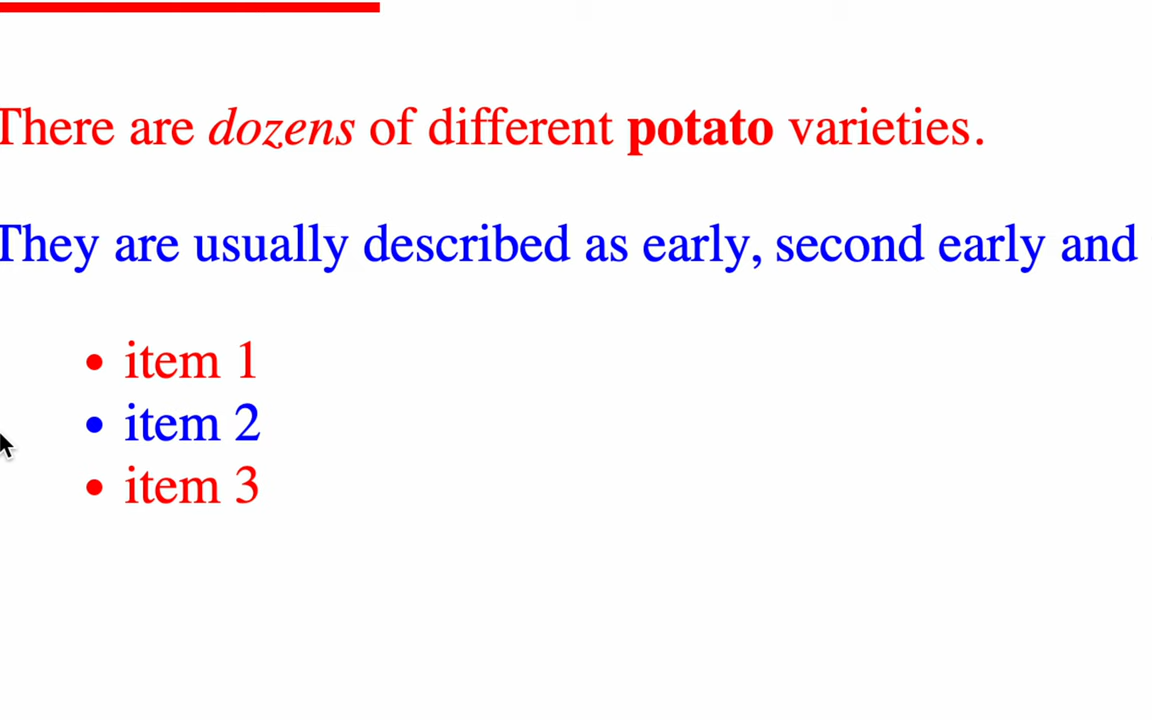 There are dozens of different potato varieties.
They are usually described as early, second early and
item 1
item 2
item 3